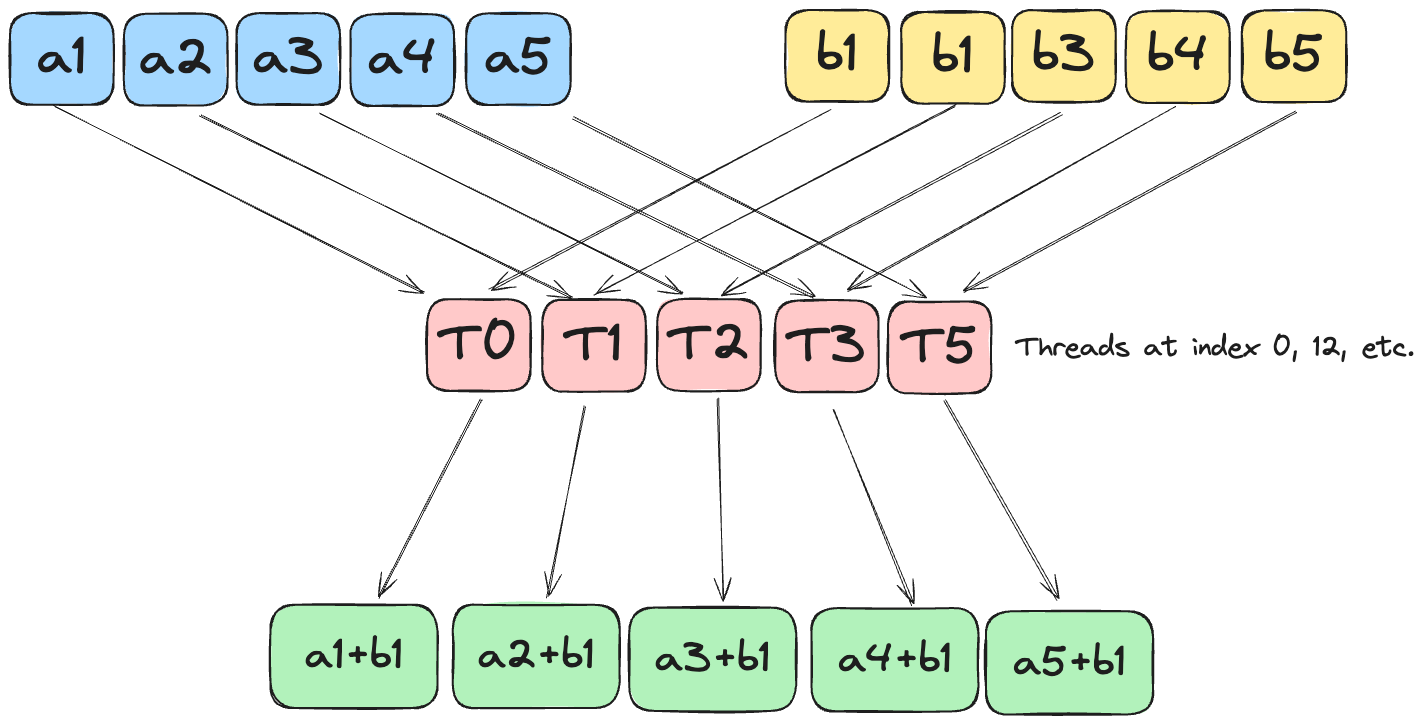 a1 a2 a3 a4 a5 b1 b1 b3 b4 b5
T0 T1 T2 T3 T5 Threads at index 0, 12, etc.
a1+b1 a2+b1 a3+b1 a4+b1 a5+b1